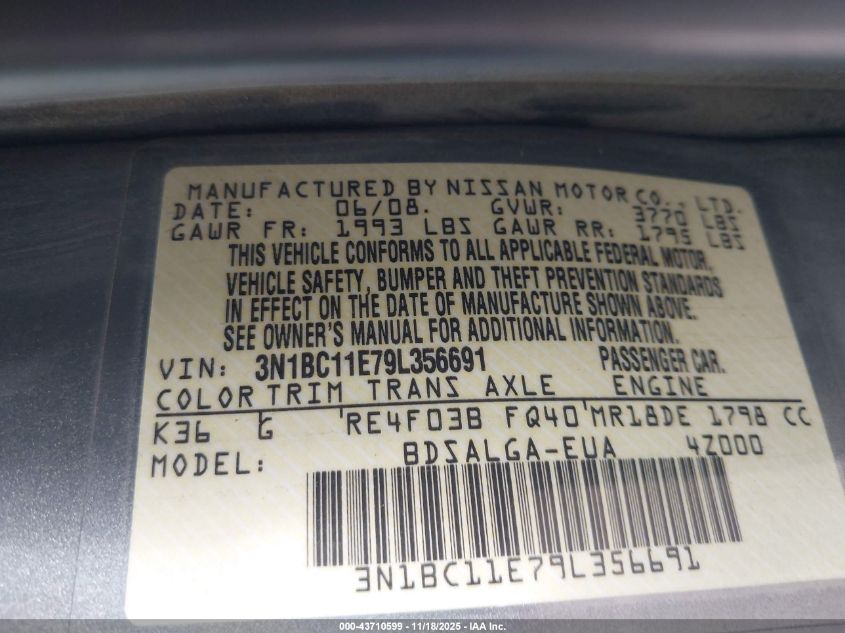 MANUFACTURED BY NISSAN MOTOR CO., LTD.
DATE: 06/08. GVWR: 3770 LBS
GAWR FR: 1993 LBS GAWR RR: 1795 LBS
THIS VEHICLE CONFORMS TO ALL APPLICABLE FEDERAL MOTOR,
VEHICLE SAFETY, BUMPER AND THEFT PREVENTION STANDARDS
IN EFFECT ON THE DATE OF MANUFACTURE SHOWN ABOVE.
SEE OWNER'S MANUAL FOR ADDITIONAL INFORMATION.
VIN: 3N1BC11E79L356691 PASSENGER CAR.
COLOR TRIM TRANS AXLE ENGINE
K36 G RE4F03B FQ40 MR18DE 1798 CC
MODEL: BDSALGA-EUA 4Z000
3N1BC11E79L356691
000-43710599 - 11/18/2025 - IAA Inc.